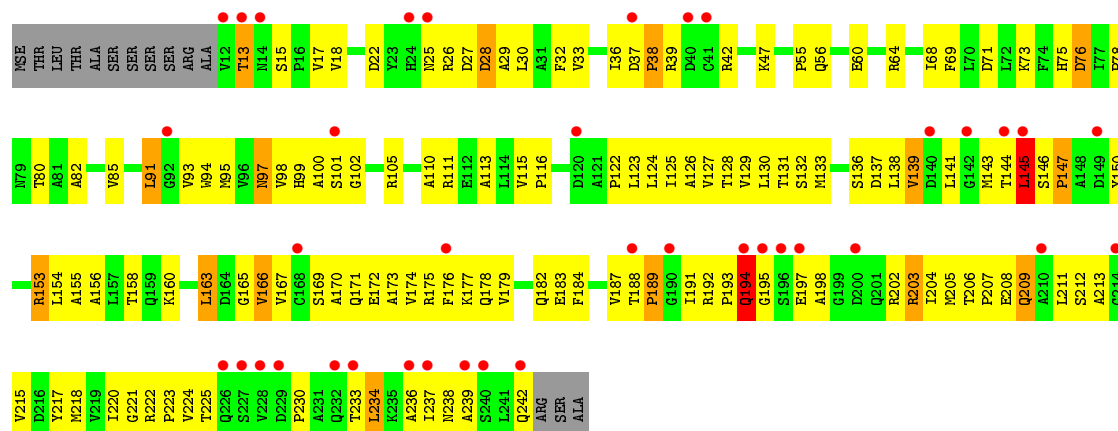 MSE THR LEU THR THR ALA SER SER SER SER ARG ALA V12 T13 N14 S15 P16 V17 V18 D22 Y23 H24 N25 R26 D27 D28 A29 L30 A31 F32 V33 I36 D37 P38 R39 D40 C41 R42 K47 P55 Q56 E60 R64 I68 F69 L70 D71 L72 K73 F74 H75 D76 I77
N79 T80 A81 A82 V85 L91 G92 V93 W94 M95 V96 N97 V98 H99 A100 S101 G102 R105 A110 R111 E112 A113 L114 V115 P116 D120 A121 P122 L123 L124 I125 A126 V127 T128 V129 L130 T131 S132 M133 S136 D137 L138 V139 D140 L141 G142 M143 T144 L145 S146 P147 A148 D149 Y150
R153 L154 A155 A156 L157 T158 Q159 K160 L163 D164 G165 V166 V167 C168 S169 A170 Q171 E172 A173 V174 R175 F176 K177 Q178 V179 Q182 E183 F184 V187 T188 P189 G190 I191 R192 P193 Q194 G195 S196 E197 A198 G199 D200 Q201 R202 R203 I204 M205 T206 P207 E208 Q209 A210 L211 S212 A213 G214
V215 D216 Y217 M218 V219 I220 G221 R222 P223 V224 T225 Q226 S227 V228 D229 P230 A231 Q232 T233 L234 K235 A236 I237 N238 A239 S240 L241 Q242 ARG SER ALA